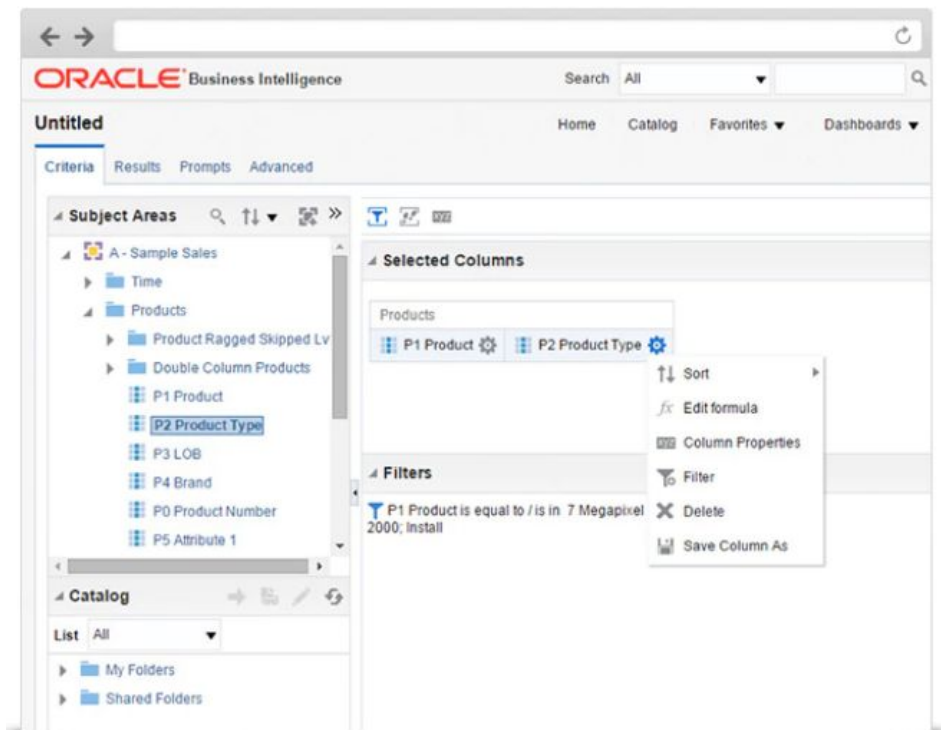 ORACLE Business Intelligence
Search All
Untitled
Home Catalog Favorites Dashboards
Criteria Results Prompts Advanced
Subject Areas
A - Sample Sales
Time
Products
Product Ragged Skipped Lv
Double Column Products
P1 Product
P2 Product Type
P3 LOB
P4 Brand
P0 Product Number
P5 Attribute 1
Catalog
List All
My Folders
Shared Folders
Selected Columns
Products
P1 Product P2 Product Type
Sort
fx Edit formula
Column Properties
Filter
Delete
Save Column As
Filters
P1 Product is equal to / is in 7 Megapixel
2000; Install